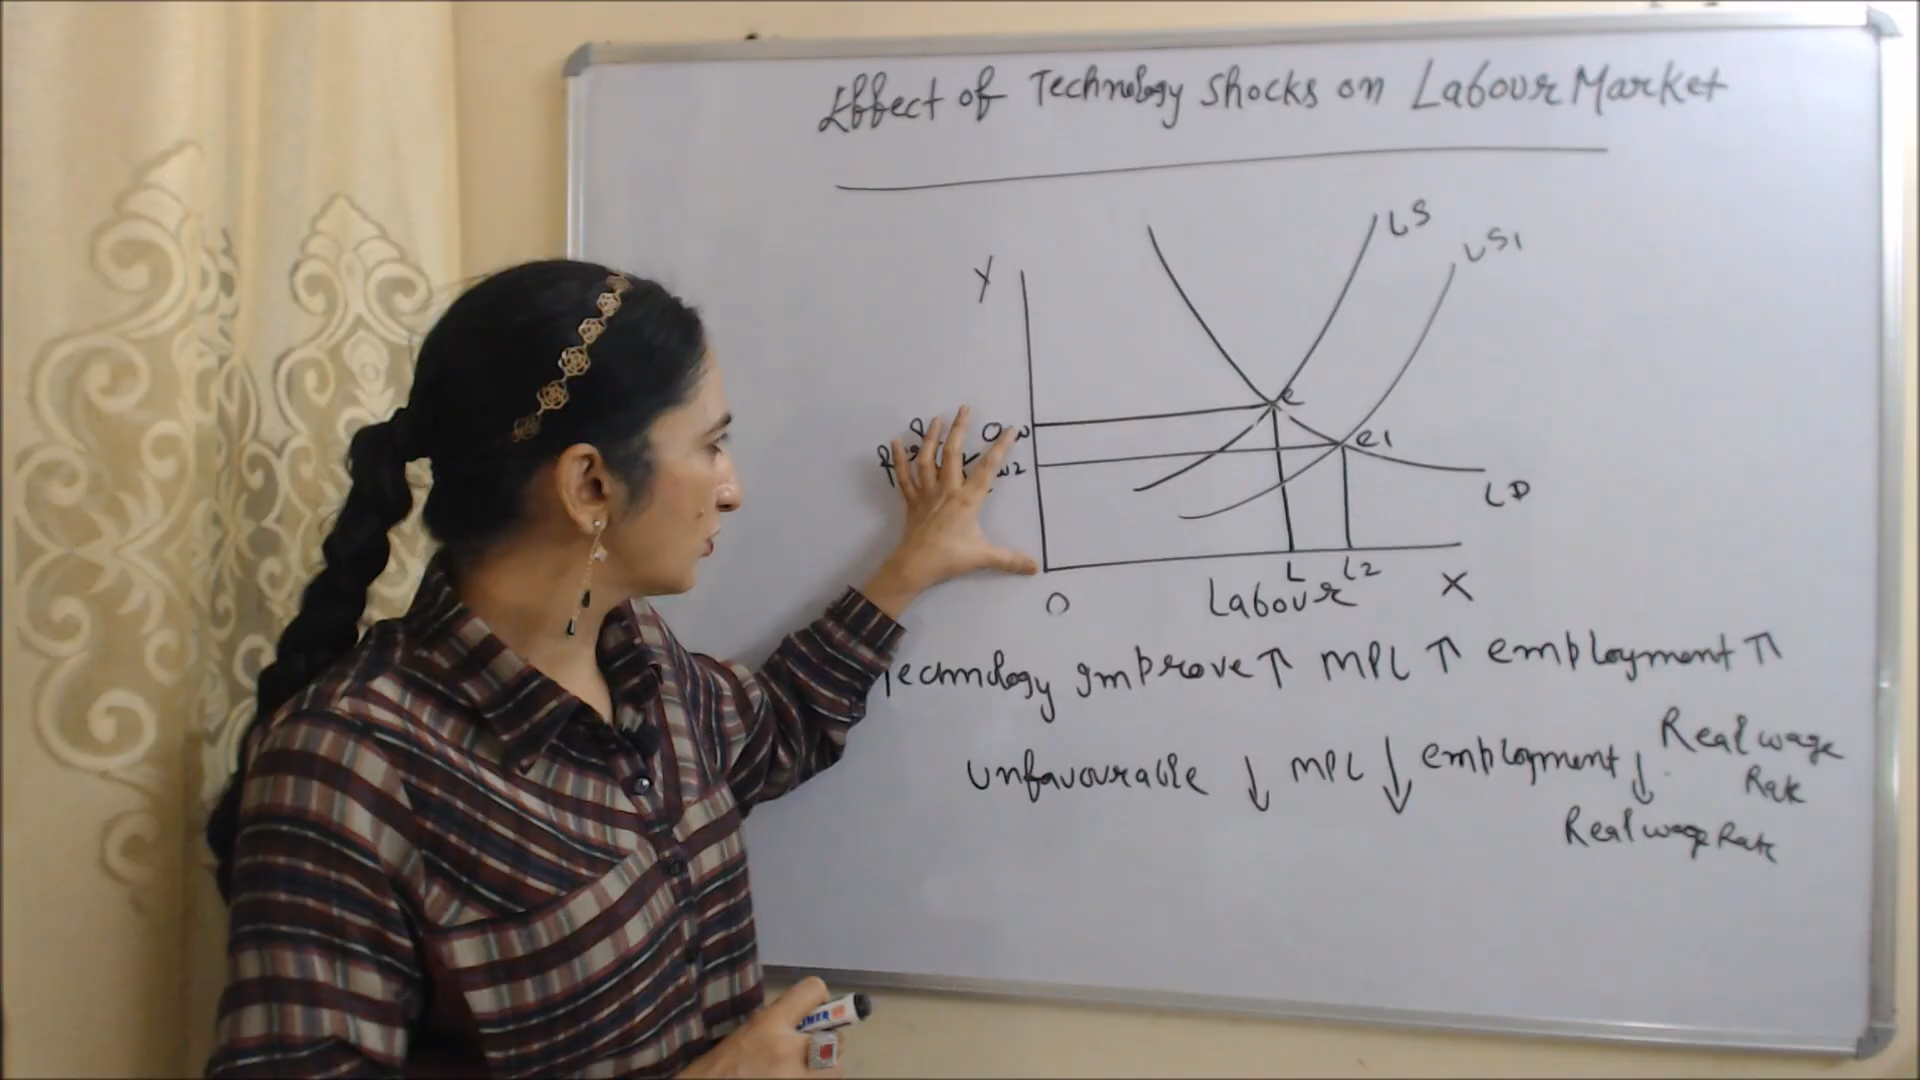 Effect of Technology Shocks on Labour Market
Y
LS
LS1
e
e1
LD
L
L2
O
Labour
X
Technology Improve ↑ MPL ↑ employment ↑
unfavourable ↓ MPL ↓ employment ↓ Real wage
Rate
Real wage Rate